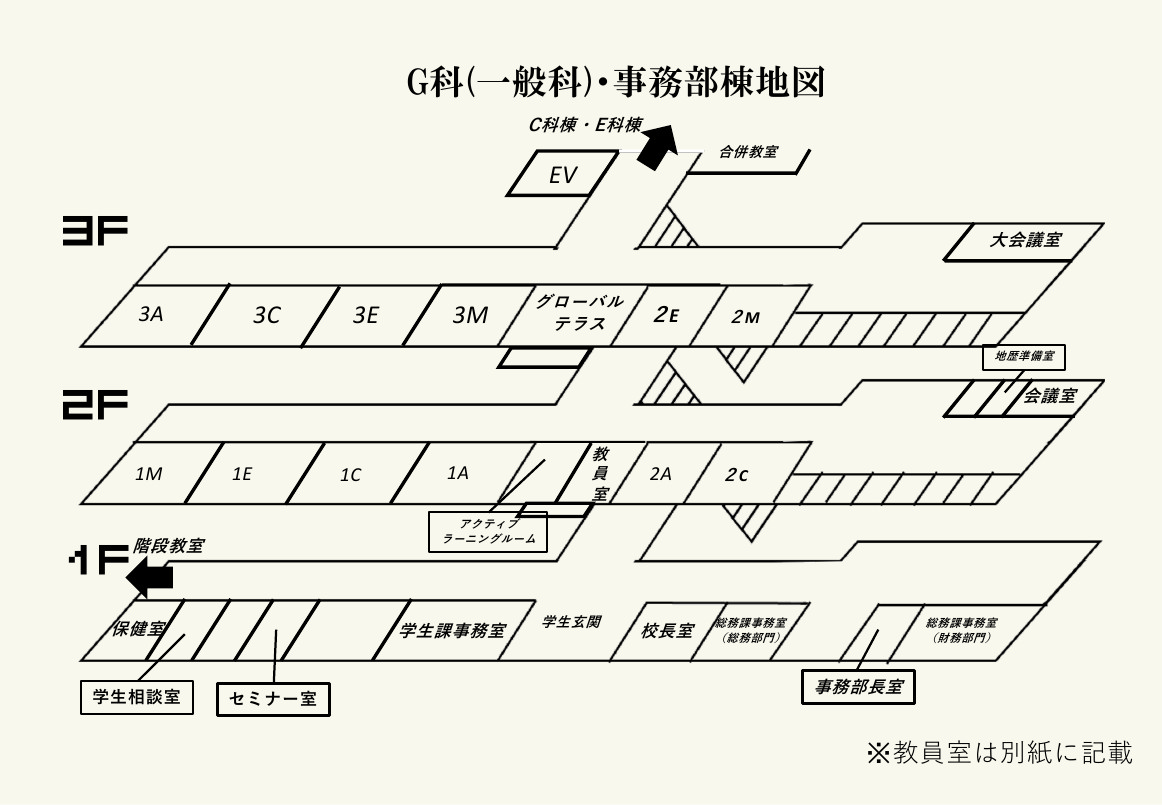 G科(一般科)・事務部棟地図
C科棟・E科棟
合併教室
EV
3F
大会議室
3A
3C
3E
3M
グローバル
テラス
2E
2M
地歴準備室
2F
会議室
1M
1E
1C
1A
教
員
室
2A
2C
アクティブ
ラーニングルーム
1F
階段教室
保健室
学生課事務室
学生玄関
校長室
総務課事務室
(総務部門)
総務課事務室
(財務部門)
学生相談室
セミナー室
事務部長室
※教員室は別紙に記載